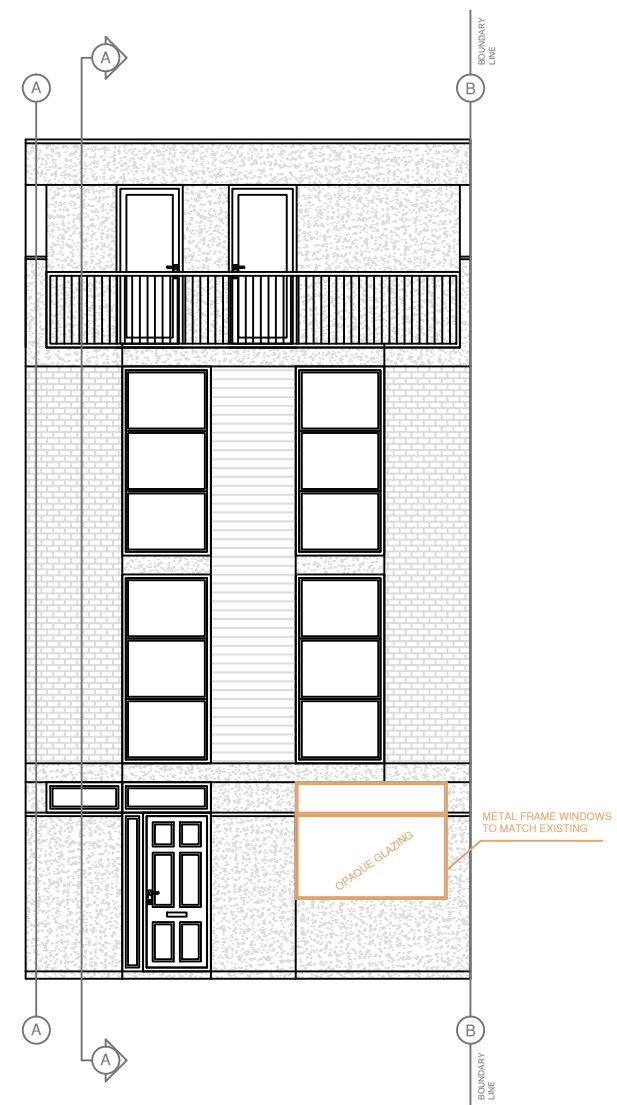 BOUNDARY
LINE
A
A
B
METAL FRAME WINDOWS
TO MATCH EXISTING
OPAQUE GLAZING
A
B
A
BOUNDARY
LINE